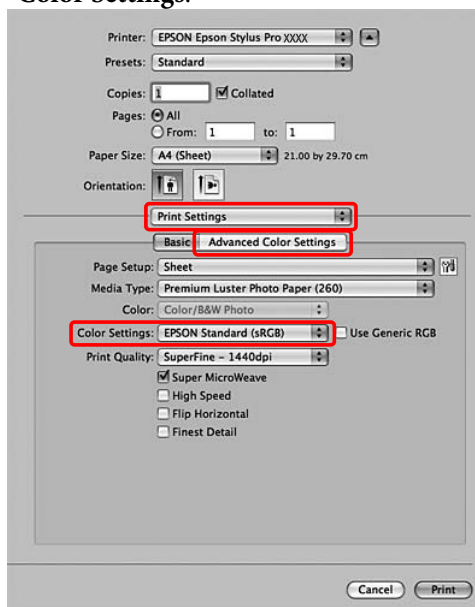 Color Settings.
Printer: EPSON Epson Stylus Pro XXXX
Presets: Standard
Copies: 1 Collated
Pages: All
From: 1 to: 1
Paper Size: A4 (Sheet) 21.00 by 29.70 cm
Orientation:
Print Settings
Basic Advanced Color Settings
Page Setup: Sheet
Media Type: Premium Luster Photo Paper (260)
Color: Color/B&W Photo
Color Settings: EPSON Standard (sRGB) Use Generic RGB
Print Quality: SuperFine – 1440dpi
Super MicroWeave
High Speed
Flip Horizontal
Finest Detail
Cancel Print